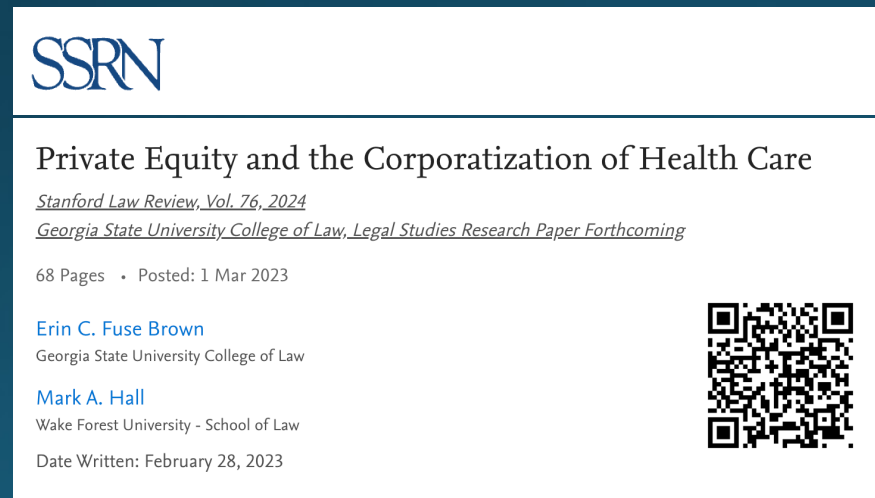 SSRN
Private Equity and the Corporatization of Health Care
Stanford Law Review, Vol. 76, 2024
Georgia State University College of Law, Legal Studies Research Paper Forthcoming
68 Pages • Posted: 1 Mar 2023
Erin C. Fuse Brown
Georgia State University College of Law
Mark A. Hall
Wake Forest University - School of Law
Date Written: February 28, 2023